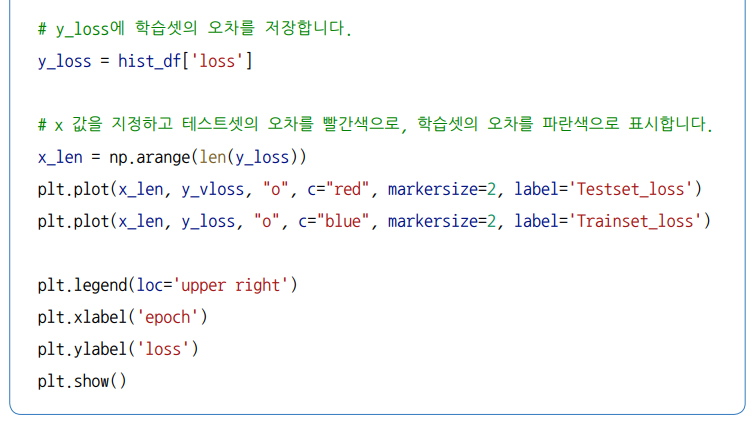 # y_loss에 학습셋의 오차를 저장합니다.
y_loss = hist_df['loss']
# x 값을 지정하고 테스트셋의 오차를 빨간색으로, 학습셋의 오차를 파란색으로 표시합니다.
x_len = np.arange(len(y_loss))
plt.plot(x_len, y_vloss, "o", c="red", markersize=2, label='Testset_loss')
plt.plot(x_len, y_loss, "o", c="blue", markersize=2, label='Trainset_loss')
plt.legend(loc='upper right')
plt.xlabel('epoch')
plt.ylabel('loss')
plt.show()